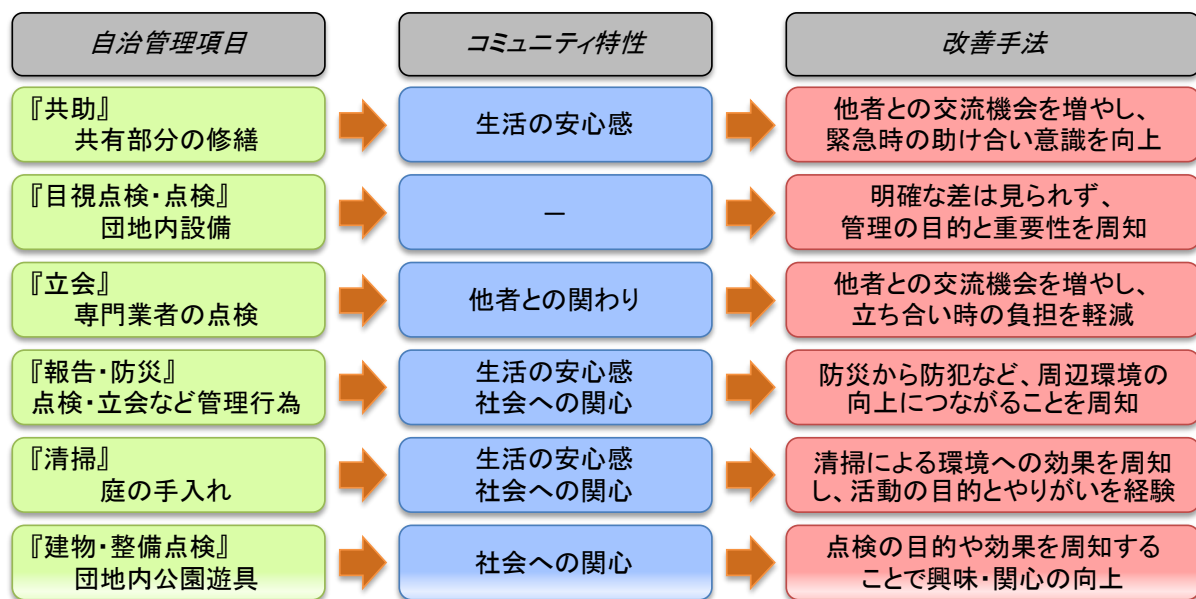 自治管理項目
コミュニティ特性
改善手法
『共助』
共有部分の修繕
生活の安心感
他者との交流機会を増やし、
緊急時の助け合い意識を向上
『目視点検・点検』
団地内設備
－
明確な差は見られず、
管理の目的と重要性を周知
『立会』
専門業者の点検
他者との関わり
他者との交流機会を増やし、
立ち合い時の負担を軽減
『報告・防災』
点検・立会など管理行為
生活の安心感
社会への関心
防災から防犯など、周辺環境の
向上につながることを周知
『清掃』
庭の手入れ
生活の安心感
社会への関心
清掃による環境への効果を周知
し、活動の目的とやりがいを経験
『建物・整備点検』
団地内公園遊具
社会への関心
点検の目的や効果を周知する
ことで興味・関心の向上